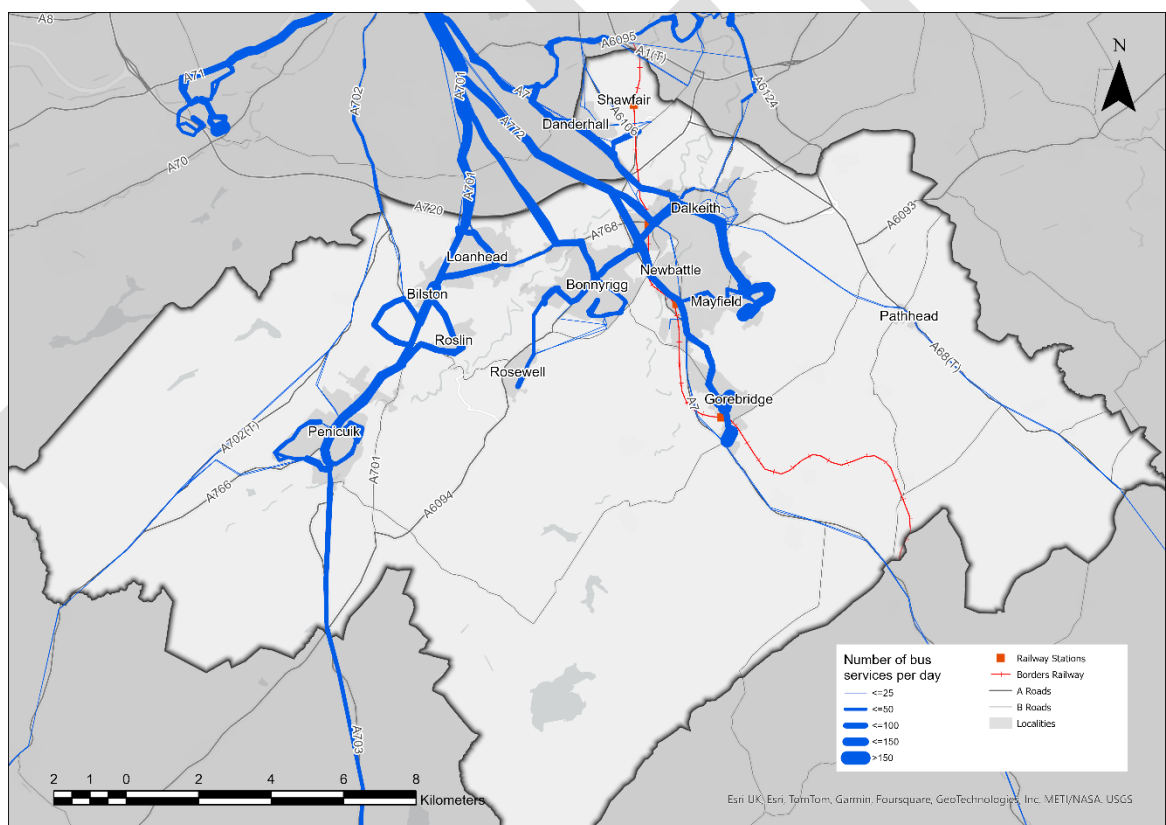 A8
A6095
A1(T)
N
A71
A702
A701
A7
A6124
Shawfair
A6106
A772
Danderhall
A70
A701
A720
Dalkeith
A6093
A768
Loanhead
Newbattle
Bonnyrigg
Bilston
Mayfield
Pathhead
Roslin
Rosewell
A68(T)
A7
Gorebridge
Penicuik
A702(T)
A701
A766
A6094
A703
Number of bus
services per day
<=25
<=50
<=100
<=150
>150
Railway Stations
Borders Railway
A Roads
B Roads
Localities
2 1 0 2 4 6 8
Kilometers
Esri UK, Esri, TomTom, Garmin, Foursquare, GeoTechnologies, Inc. METI/NASA. USGS